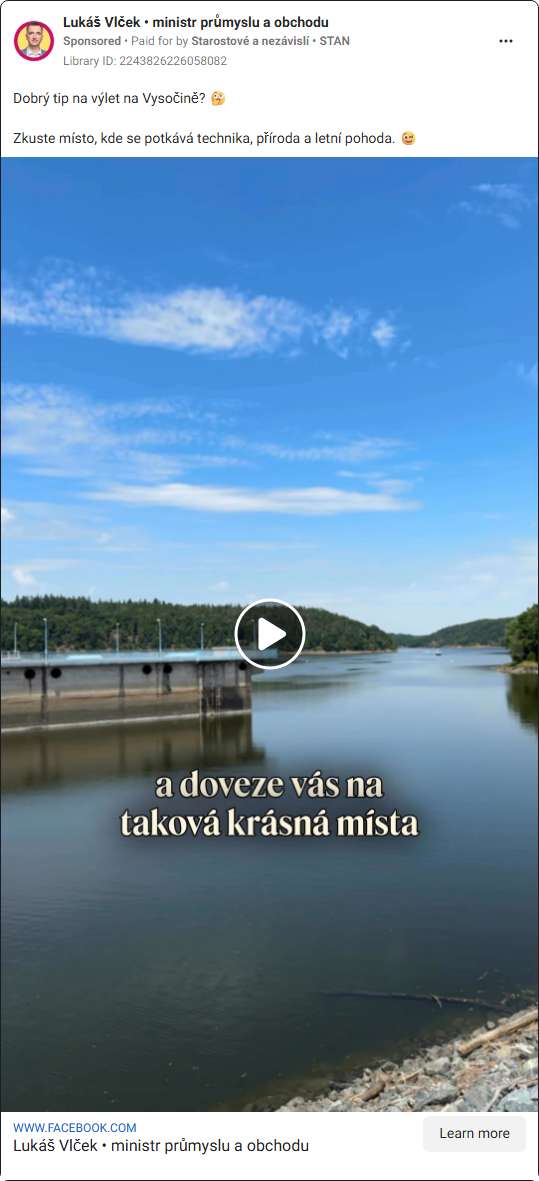 Lukáš Vlček • ministr průmyslu a obchodu
Sponsored • Paid for by Starostové a nezávislí • STAN
Library ID: 2243826226058082
Dobrý tip na výlet na Vysočině? 🤔
Zkuste místo, kde se potkává technika, příroda a letní pohoda. 😉
a doveze vás na
taková krásná místa
WWW.FACEBOOK.COM
Lukáš Vlček • ministr průmyslu a obchodu
Learn more